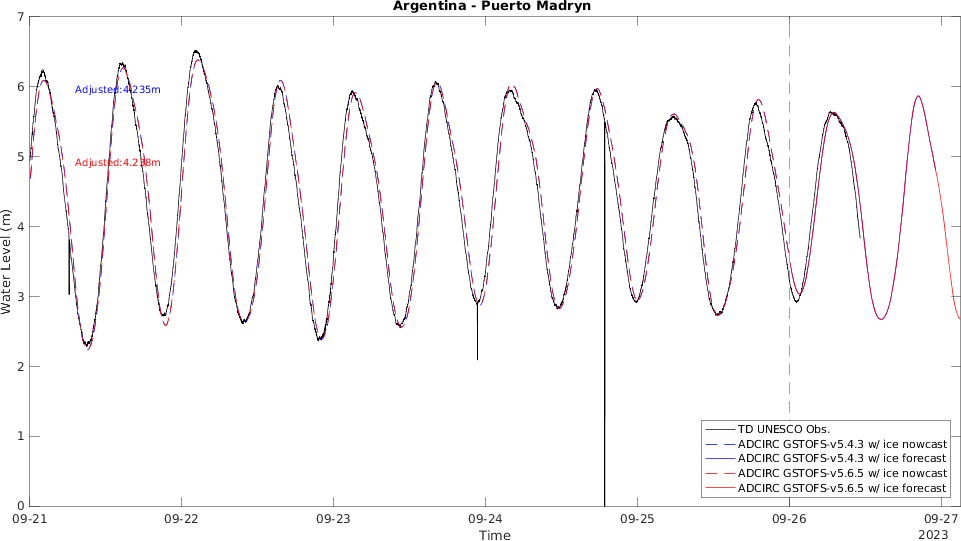 Argentina - Puerto Madryn
7
6
5
4
3
2
1
0
Water Level (m)
Adjusted:4.235m
Adjusted:4.238m
TD UNESCO Obs.
ADCIRC GSTOFS-v5.4.3 w/ ice nowcast
ADCIRC GSTOFS-v5.4.3 w/ ice forecast
ADCIRC GSTOFS-v5.6.5 w/ ice nowcast
ADCIRC GSTOFS-v5.6.5 w/ ice forecast
09-21 09-22 09-23 09-24 09-25 09-26 09-27
Time
2023